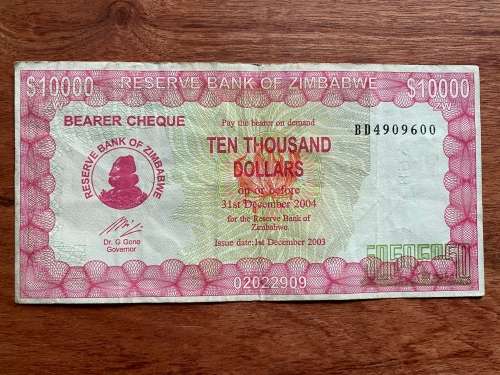 $10000 RESERVE BANK OF ZIMBABWE $10000
ZW
BEARER CHEQUE
Pay the bearer on demand
BD4909600
TEN THOUSAND
DOLLARS
on or before
31st December 2004
for the Reserve Bank of
Zimbabwe.
Issue date:1st December 2003
RESERVE BANK OF ZIMBABWE
Dr. G Gono
Governor
02022909